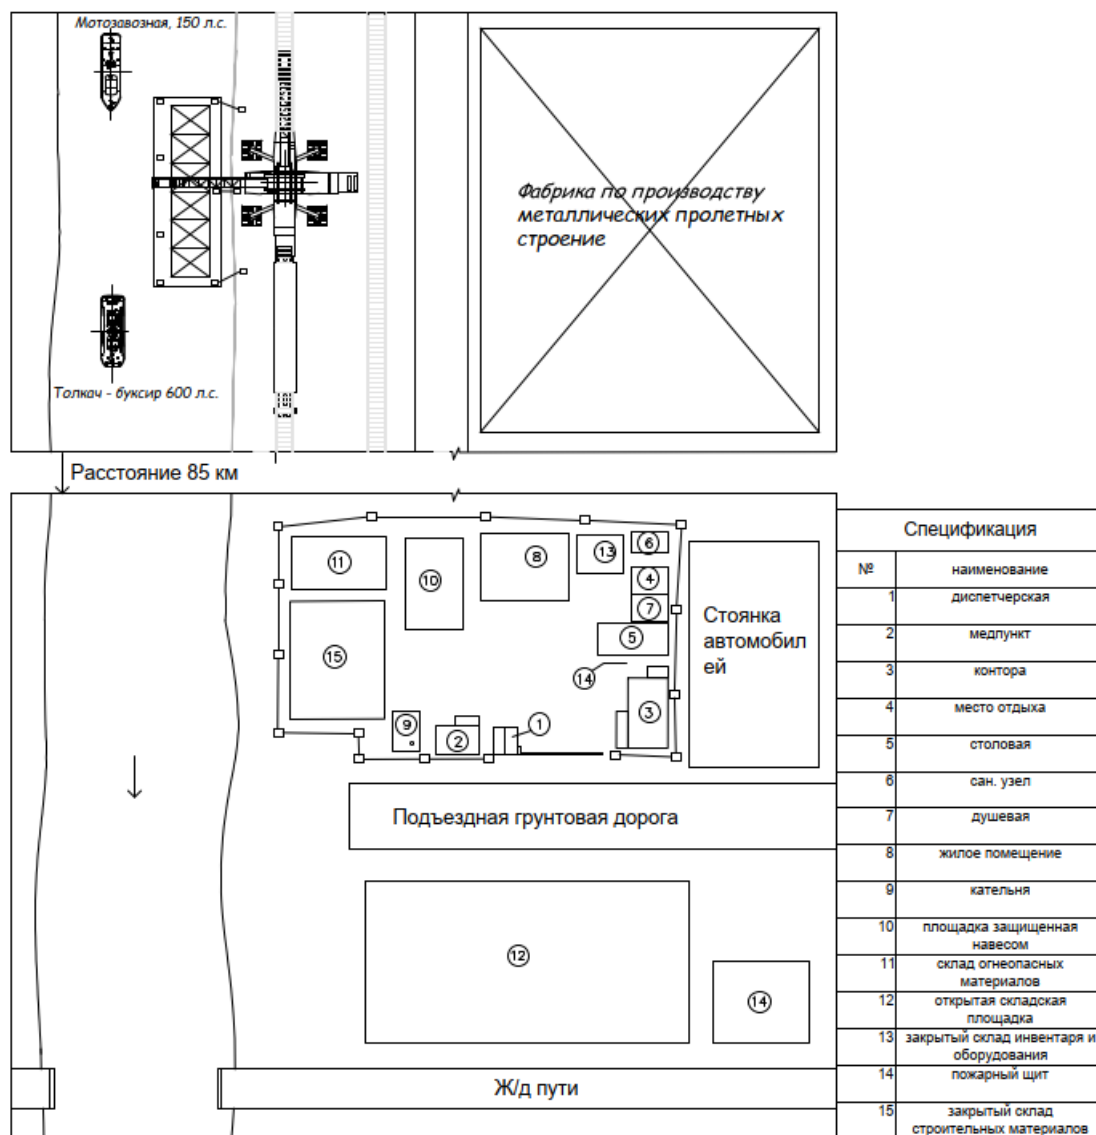 Мотозавозная, 150 л.с.
Фабрика по производству
металлических пролетных
строение
Толкач - буксир 600 л.с.
Расстояние 85 км
11
10
8
13
6
4
7
5
15
14
3
9
2
1
Стоянка
автомобил
ей
Подъездная грунтовая дорога
12
14
Ж/д пути
Спецификация
№ наименование
1 диспетчерская
2 медпункт
3 контора
4 место отдыха
5 столовая
6 сан. узел
7 душевая
8 жилое помещение
9 кательня
10 площадка защищенная
навесом
11 склад огнеопасных
материалов
12 открытая складская
площадка
13 закрытый склад инвентаря и
оборудования
14 пожарный щит
15 закрытый склад
строительных материалов